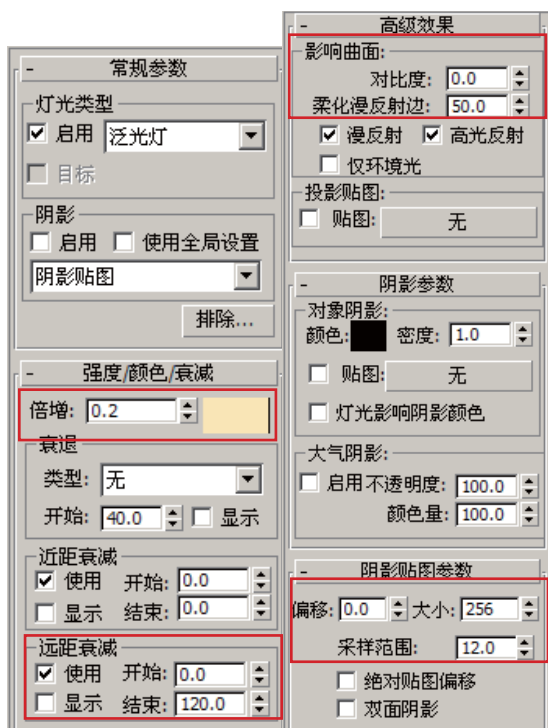 - 常规参数
灯光类型
启用 泛光灯
目标
阴影
启用 使用全局设置
阴影贴图
排除...
- 强度/颜色/衰减
倍增: 0.2
衰退
类型: 无
开始: 40.0 显示
近距衰减
使用 开始: 0.0
显示 结束: 0.0
远距衰减
使用 开始: 0.0
显示 结束: 120.0
- 高级效果
影响曲面:
对比度: 0.0
柔化漫反射边: 50.0
漫反射 高光反射
仅环境光
投影贴图:
贴图: 无
- 阴影参数
对象阴影:
颜色: 密度: 1.0
贴图: 无
灯光影响阴影颜色
大气阴影:
启用不透明度: 100.0
颜色量: 100.0
- 阴影贴图参数
偏移: 0.0 大小: 256
采样范围: 12.0
绝对贴图偏移
双面阴影